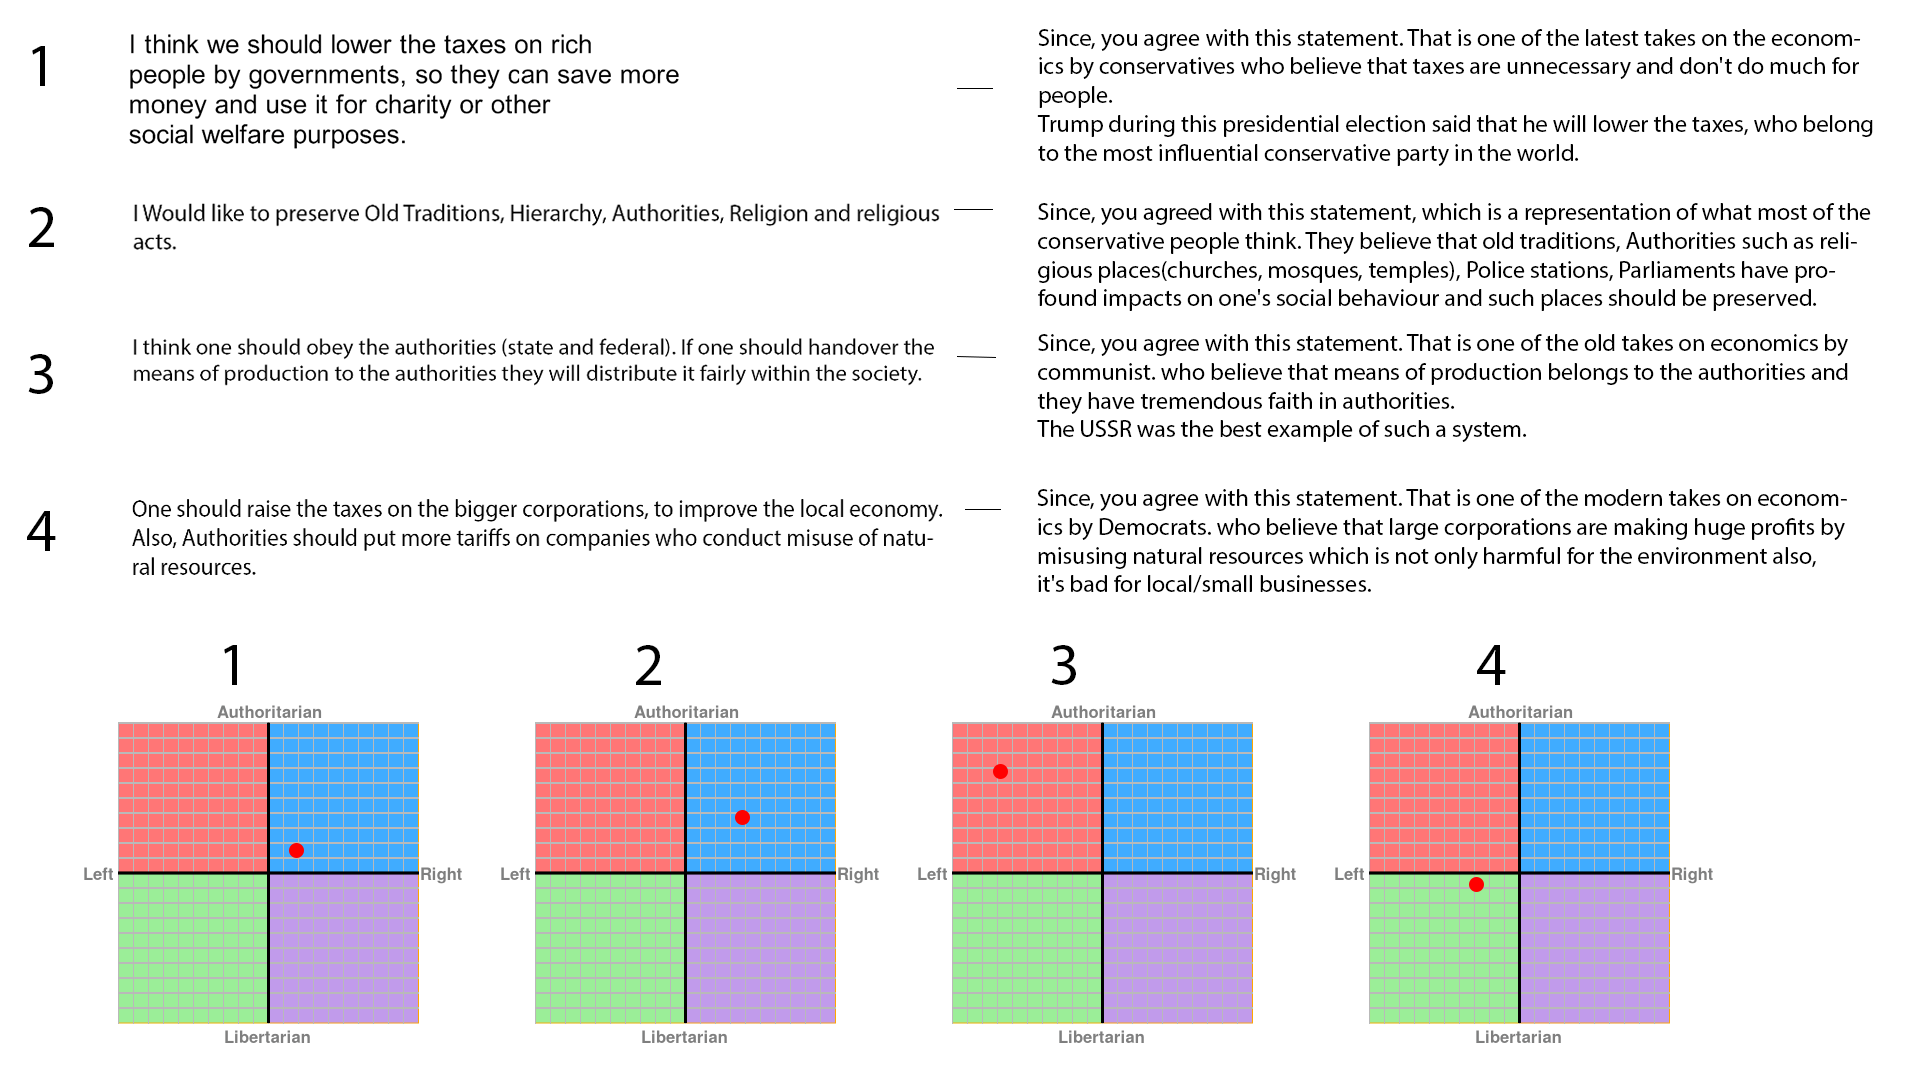 1
I think we should lower the taxes on rich
people by governments, so they can save more
money and use it for charity or other
social welfare purposes.
Since, you agree with this statement. That is one of the latest takes on the econom-
ics by conservatives who believe that taxes are unnecessary and don't do much for
people.
Trump during this presidential election said that he will lower the taxes, who belong
to the most influential conservative party in the world.
2
I Would like to preserve Old Traditions, Hierarchy, Authorities, Religion and religious
acts.
Since, you agreed with this statement, which is a representation of what most of the
conservative people think. They believe that old traditions, Authorities such as reli-
gious places(churches, mosques, temples), Police stations, Parliaments have pro-
found impacts on one's social behaviour and such places should be preserved.
3
I think one should obey the authorities (state and federal). If one should handover the
means of production to the authorities they will distribute it fairly within the society.
Since, you agree with this statement. That is one of the old takes on economics by
communist. who believe that means of production belongs to the authorities and
they have tremendous faith in authorities.
The USSR was the best example of such a system.
4
One should raise the taxes on the bigger corporations, to improve the local economy.
Also, Authorities should put more tariffs on companies who conduct misuse of natu-
ral resources.
Since, you agree with this statement. That is one of the modern takes on econom-
ics by Democrats. who believe that large corporations are making huge profits by
misusing natural resources which is not only harmful for the environment also,
it's bad for local/small businesses.
1
Authoritarian
Left
Right
Libertarian
2
Authoritarian
Left
Right
Libertarian
3
Authoritarian
Left
Right
Libertarian
4
Authoritarian
Left
Right
Libertarian